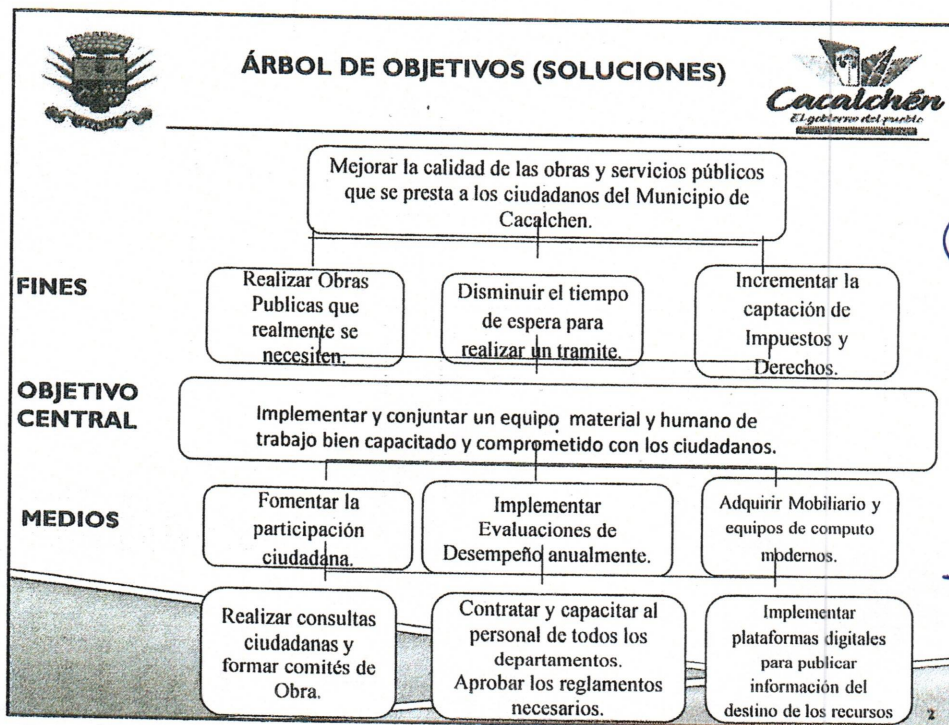 ÁRBOL DE OBJETIVOS (SOLUCIONES)
Cacalchén
El gobierno del pueblo
Mejorar la calidad de las obras y servicios públicos
que se presta a los ciudadanos del Municipio de
Cacalchen.
FINES
Realizar Obras
Publicas que
realmente se
necesiten.
Disminuir el tiempo
de espera para
realizar un tramite.
Incrementar la
captación de
Impuestos y
Derechos.
OBJETIVO
CENTRAL
Implementar y conjuntar un equipo material y humano de
trabajo bien capacitado y comprometido con los ciudadanos.
MEDIOS
Fomentar la
participación
ciudadana.
Implementar
Evaluaciones de
Desempeño anualmente.
Adquirir Mobiliario y
equipos de computo
modernos.
Realizar consultas
ciudadanas y
formar comités de
Obra.
Contratar y capacitar al
personal de todos los
departamentos.
Aprobar los reglamentos
necesarios.
Implementar
plataformas digitales
para publicar
información del
destino de los recursos
2